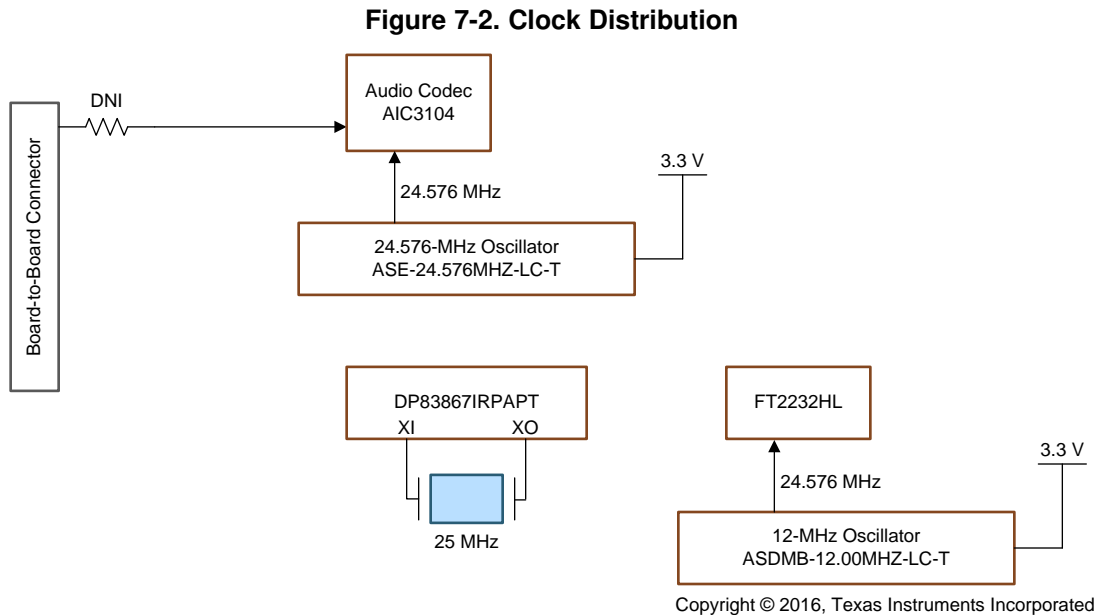 Figure 7-2. Clock Distribution
Board-to-Board Connector
DNI
Audio Codec
AIC3104
24.576 MHz
3.3 V
24.576-MHz Oscillator
ASE-24.576MHZ-LC-T
DP83867IRPAPT
XI XO
25 MHz
FT2232HL
24.576 MHz
3.3 V
12-MHz Oscillator
ASDMB-12.00MHZ-LC-T
Copyright © 2016, Texas Instruments Incorporated